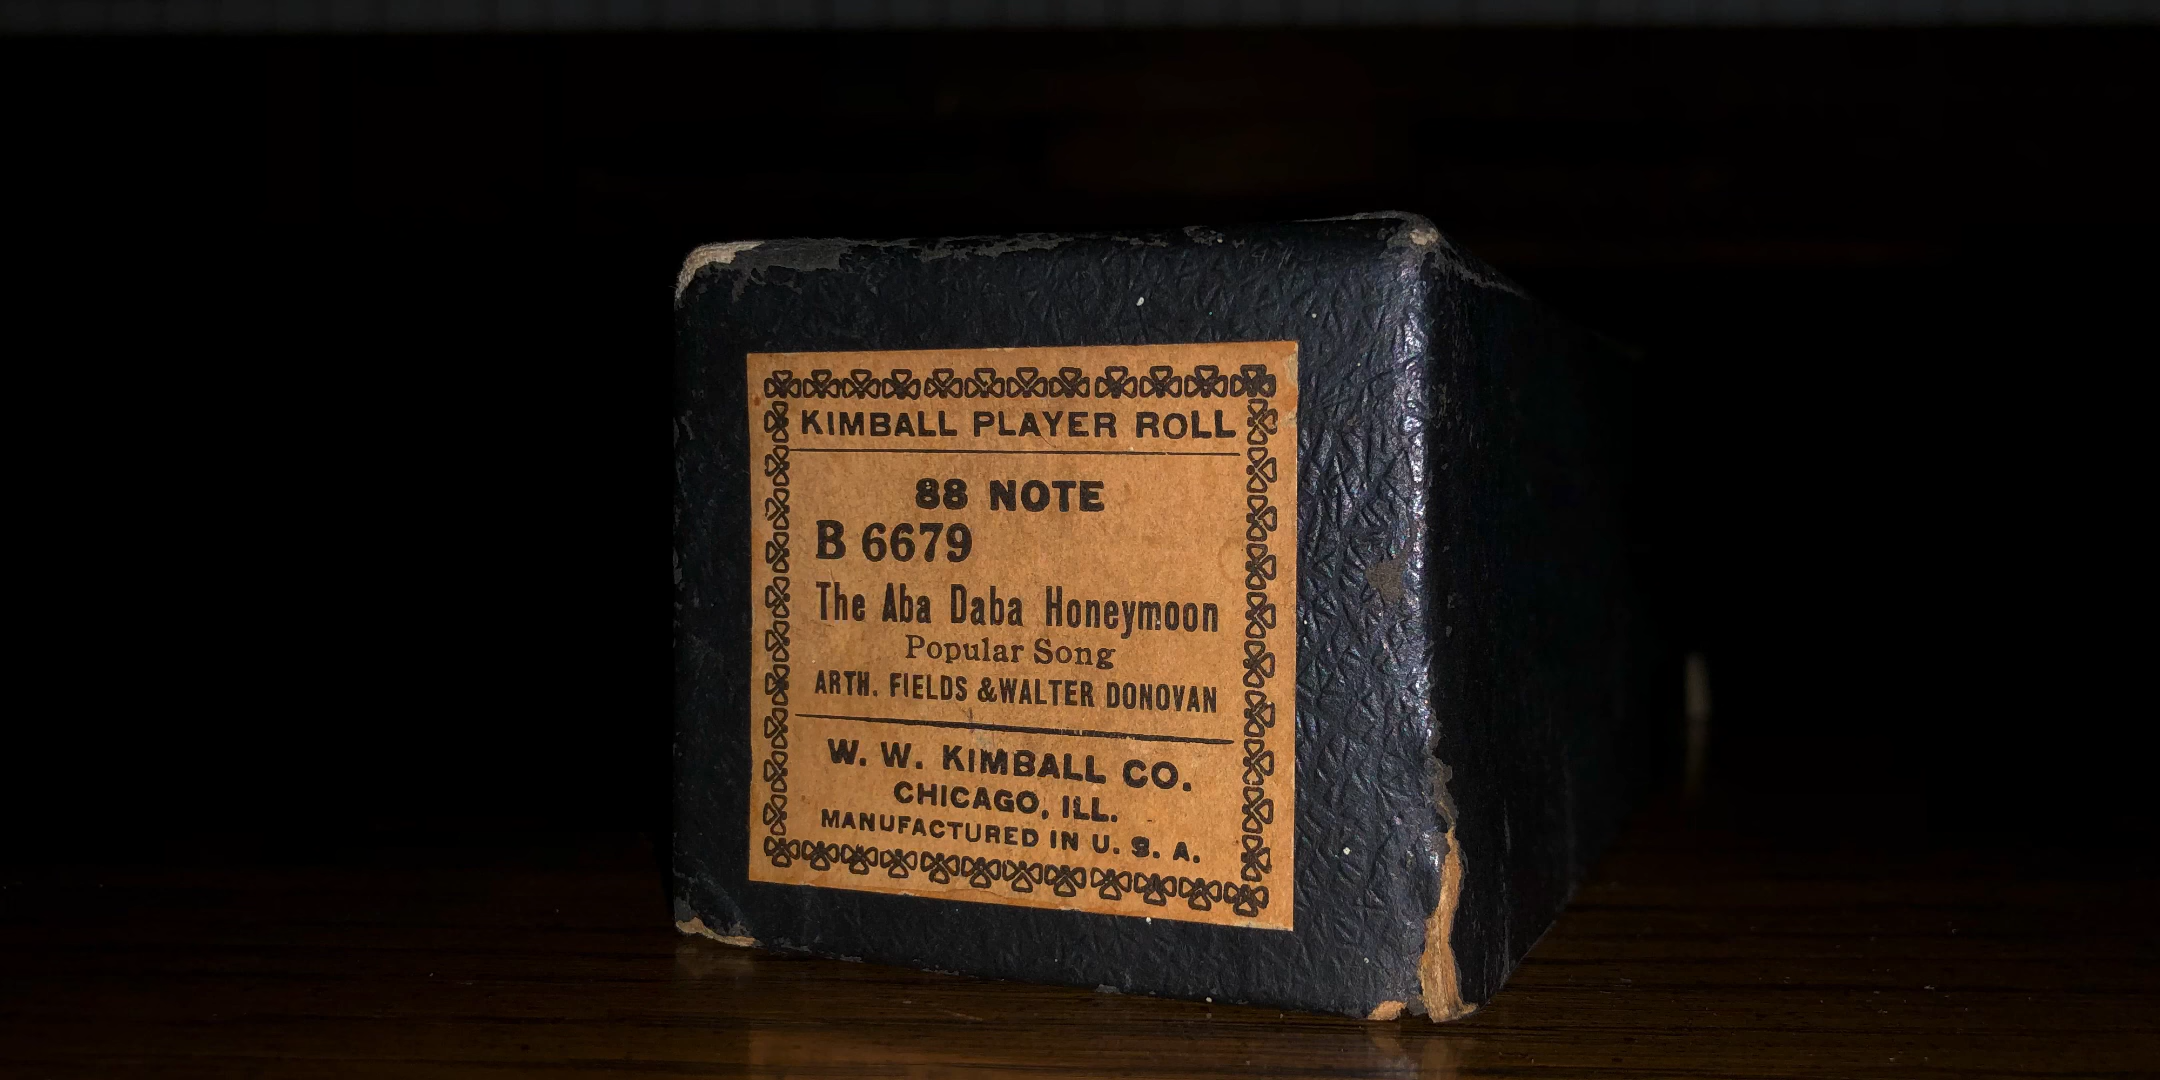 KIMBALL PLAYER ROLL
88 NOTE
B 6679
The Aba Daba Honeymoon
Popular Song
ARTH. FIELDS &WALTER DONOVAN
W. W. KIMBALL CO.
CHICAGO, ILL.
MANUFACTURED IN U. S. A.